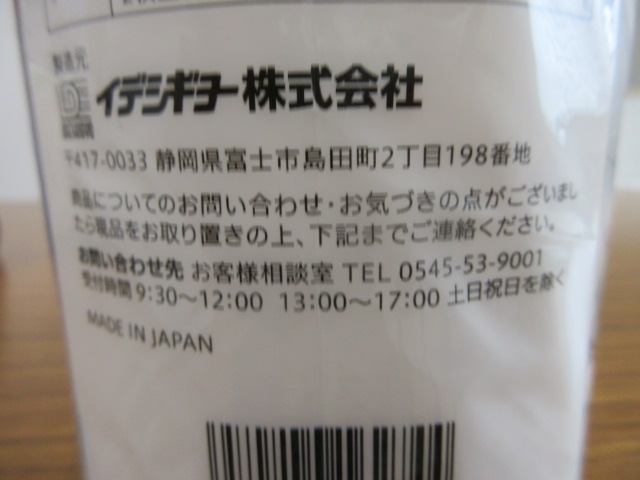 製造元
イデシギョー株式会社
〒417-0033 静岡県富士市島田町2丁目198番地
商品についてのお問い合わせ・お気づきの点がございまし
たら現品をお取り置きの上、下記までご連絡ください。
お問い合わせ先 お客様相談室 TEL 0545-53-9001
受付時間 9:30～12:00 13:00～17:00 土日祝日を除く
MADE IN JAPAN